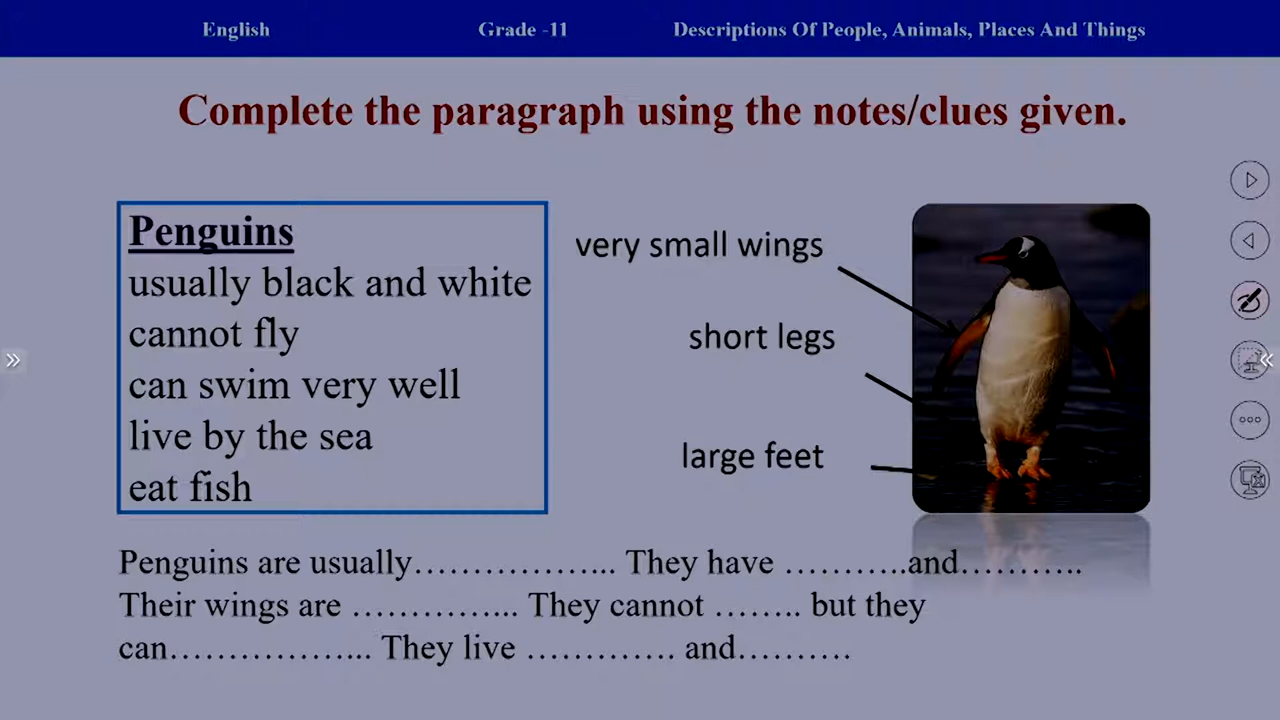 English Grade -11 Descriptions Of People, Animals, Places And Things
Complete the paragraph using the notes/clues given.
Penguins
usually black and white
cannot fly
can swim very well
live by the sea
eat fish
very small wings
short legs
large feet
Penguins are usually……………….. They have ………..and………..
Their wings are …………... They cannot …….. but they
can………………... They live …………. and……….